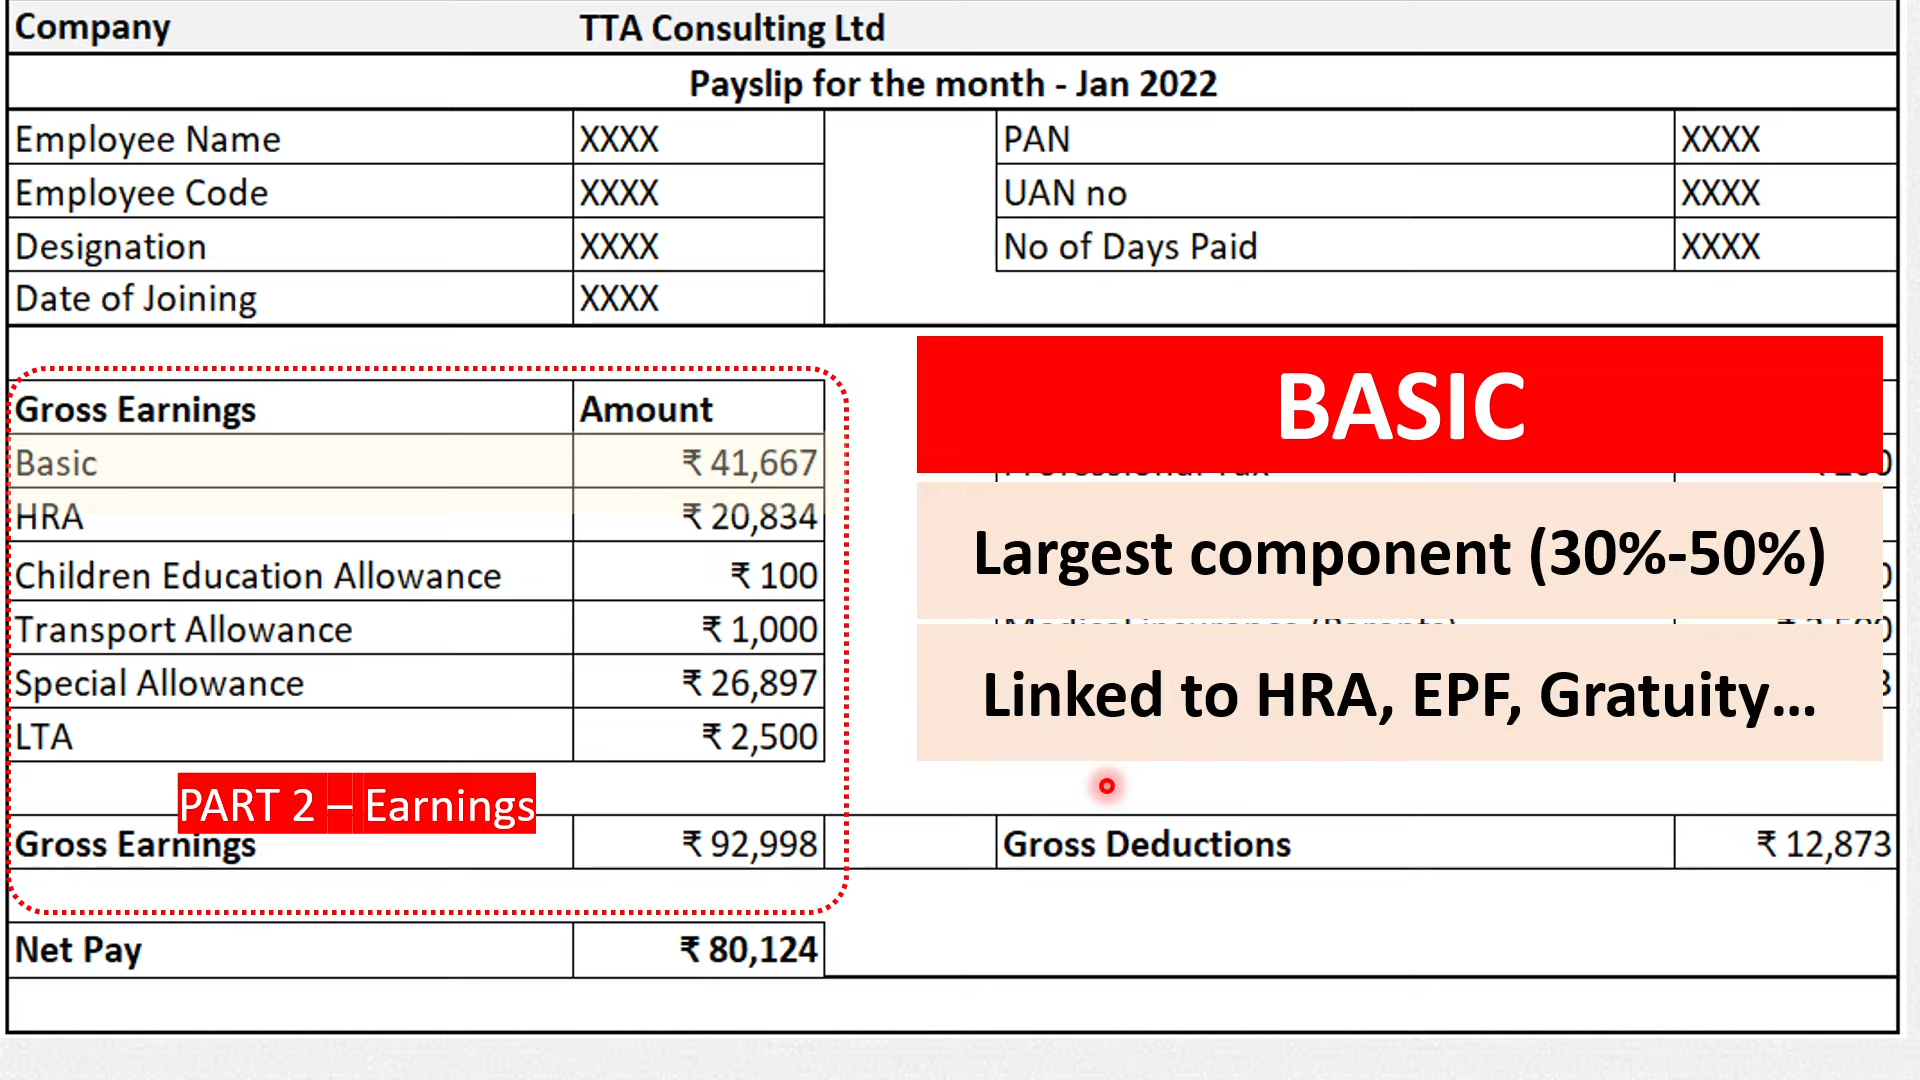 Company TTA Consulting Ltd
Payslip for the month - Jan 2022
Employee Name XXXX PAN XXXX
Employee Code XXXX UAN no XXXX
Designation XXXX No of Days Paid XXXX
Date of Joining XXXX
BASIC
Gross Earnings Amount
Basic ₹ 41,667
HRA ₹ 20,834
Largest component (30%-50%)
Children Education Allowance ₹ 100
Transport Allowance ₹ 1,000
Special Allowance ₹ 26,897
Linked to HRA, EPF, Gratuity...
LTA ₹ 2,500
PART 2 – Earnings
Gross Earnings ₹ 92,998 Gross Deductions ₹ 12,873
Net Pay ₹ 80,124